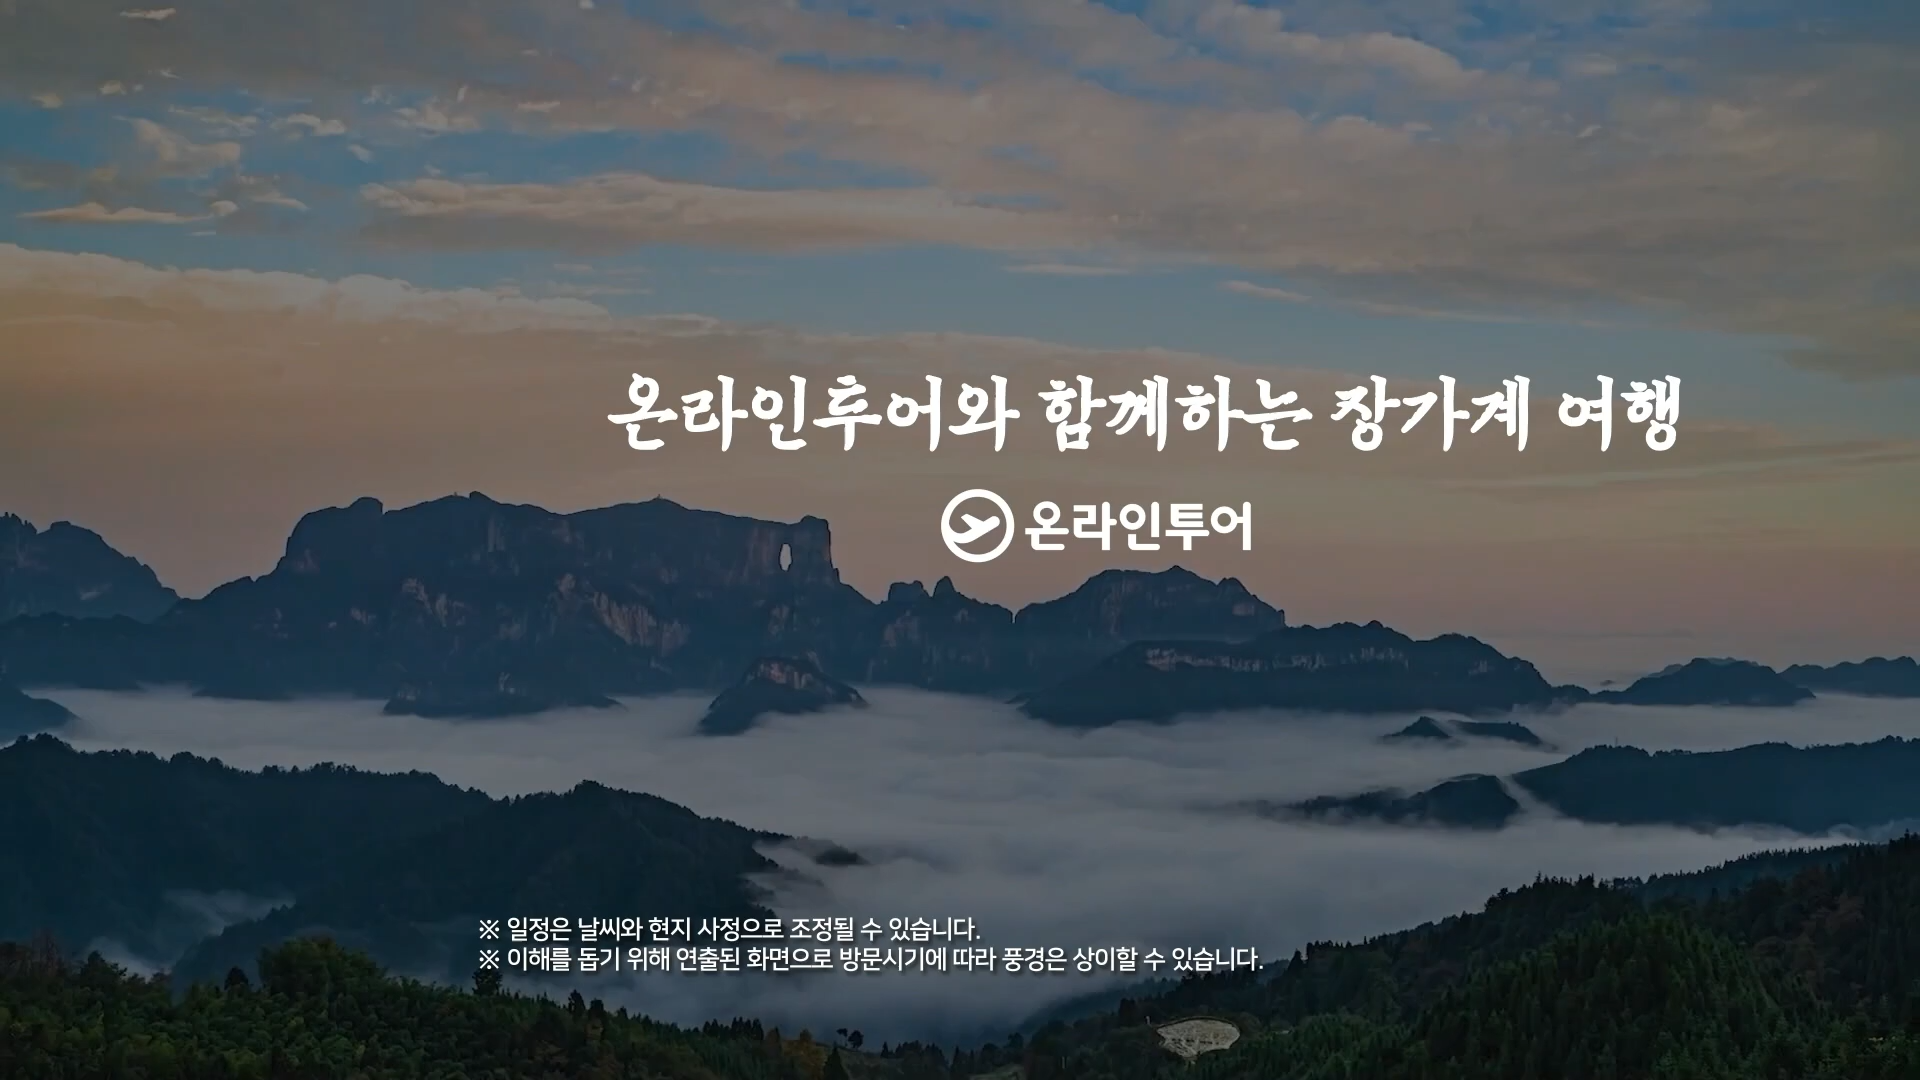 온라인투어와 함께하는 장가계 여행
온라인투어
※ 일정은 날씨와 현지 사정으로 조정될 수 있습니다.
※ 이해를 돕기 위해 연출된 화면으로 방문시기에 따라 풍경은 상이할 수 있습니다.